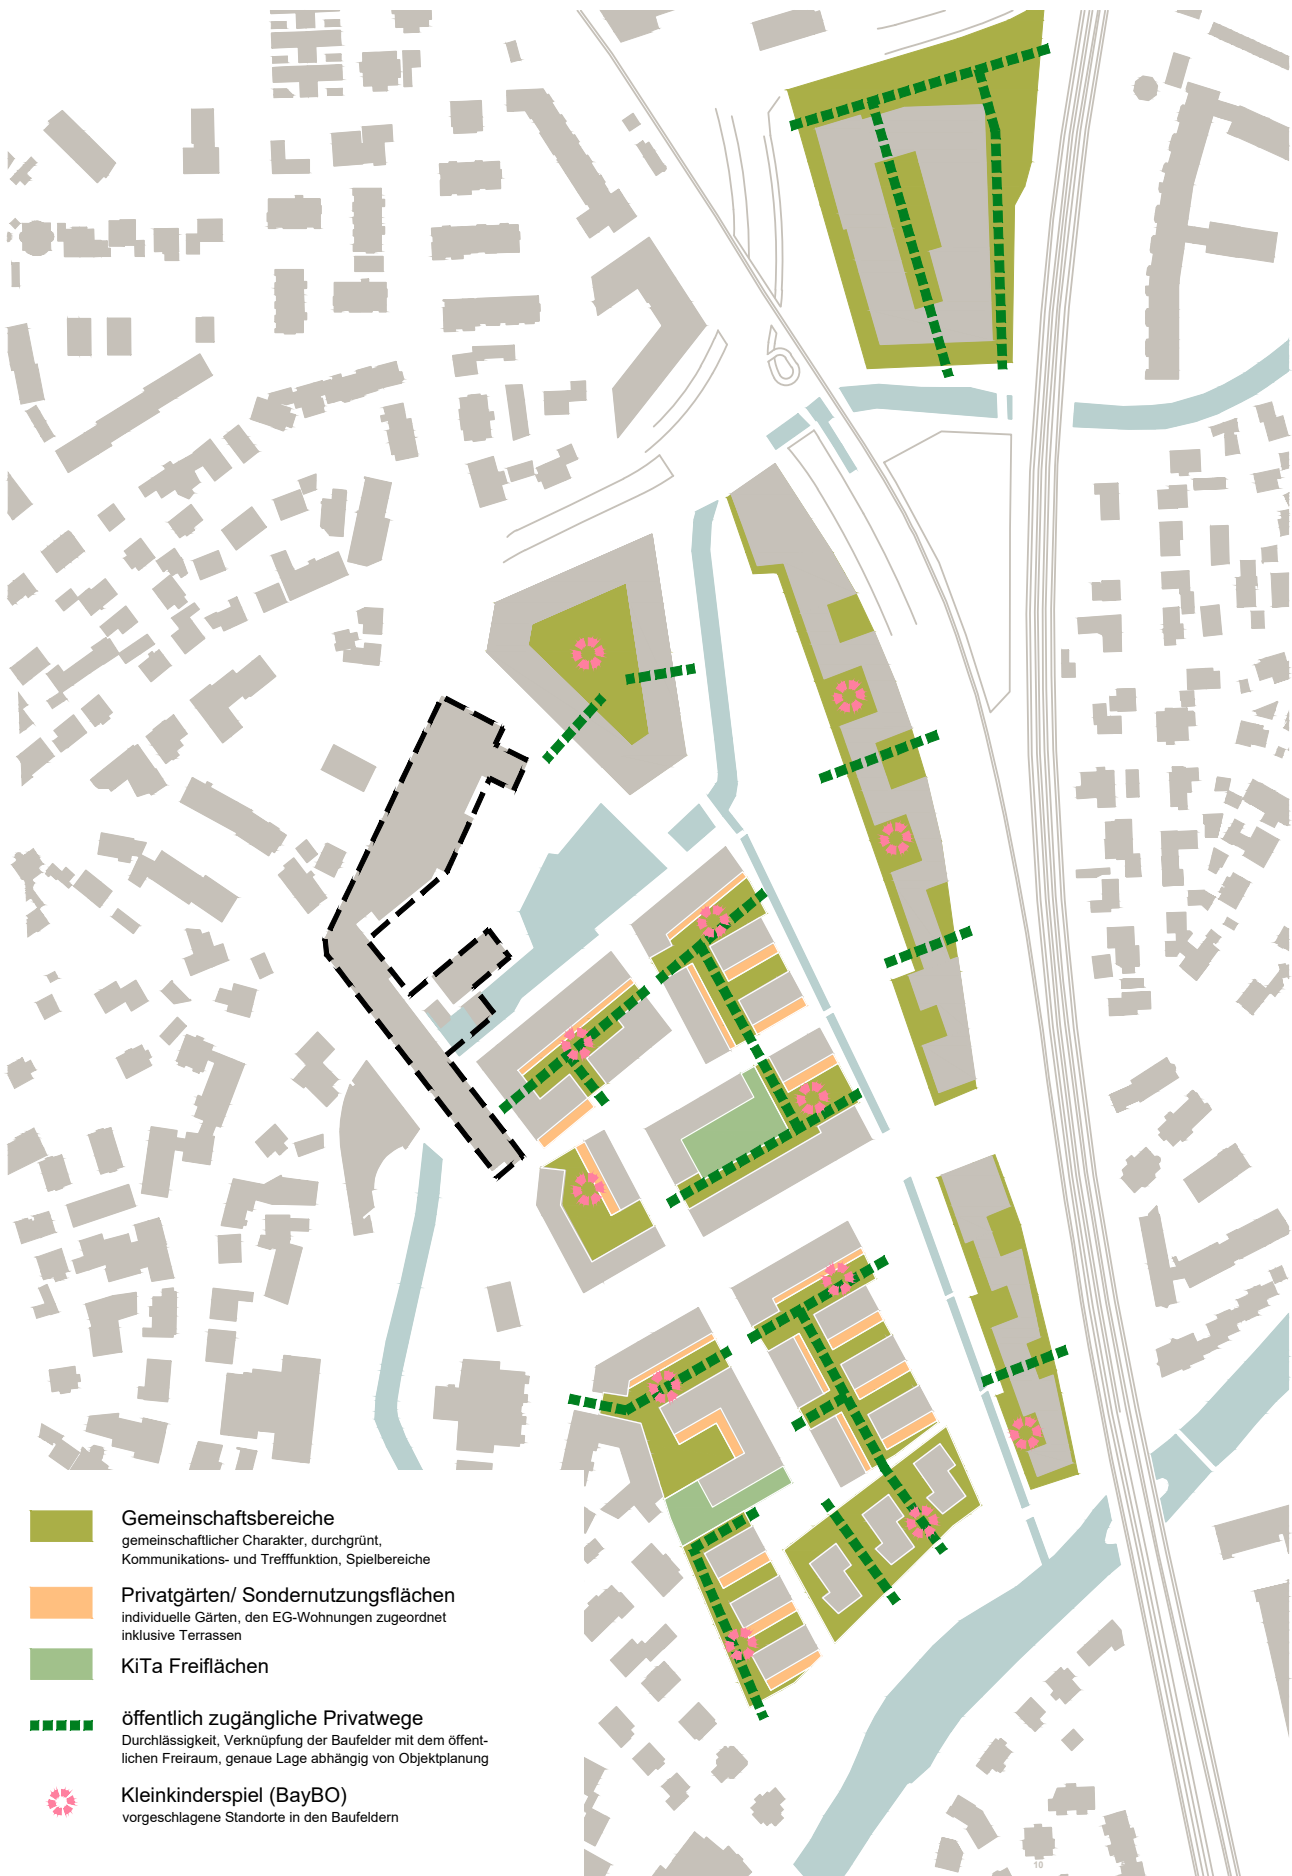 Gemeinschaftsbereiche
gemeinschaftlicher Charakter, durchgrünt,
Kommunikations- und Trefffunktion, Spielbereiche
Privatgärten/ Sondernutzungsflächen
individuelle Gärten, den EG-Wohnungen zugeordnet
inklusive Terrassen
KiTa Freiflächen
öffentlich zugängliche Privatwege
Durchlässigkeit, Verknüpfung der Baufelder mit dem öffent-
lichen Freiraum, genaue Lage abhängig von Objektplanung
Kleinkinderspiel (BayBO)
vorgeschlagene Standorte in den Baufeldern
10